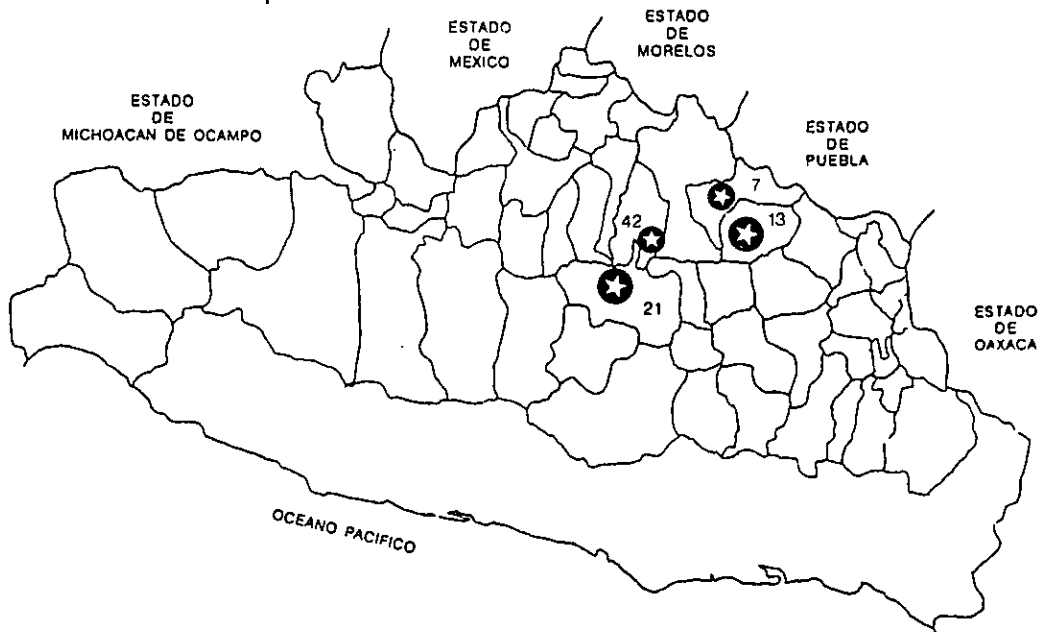 ESTADO
DE
MEXICO
ESTADO
DE
MORELOS
ESTADO
DE
MICHOACAN DE OCAMPO
ESTADO
DE
PUEBLA
7
13
42
21
ESTADO
DE
OAXACA
OCEANO PACIFICO